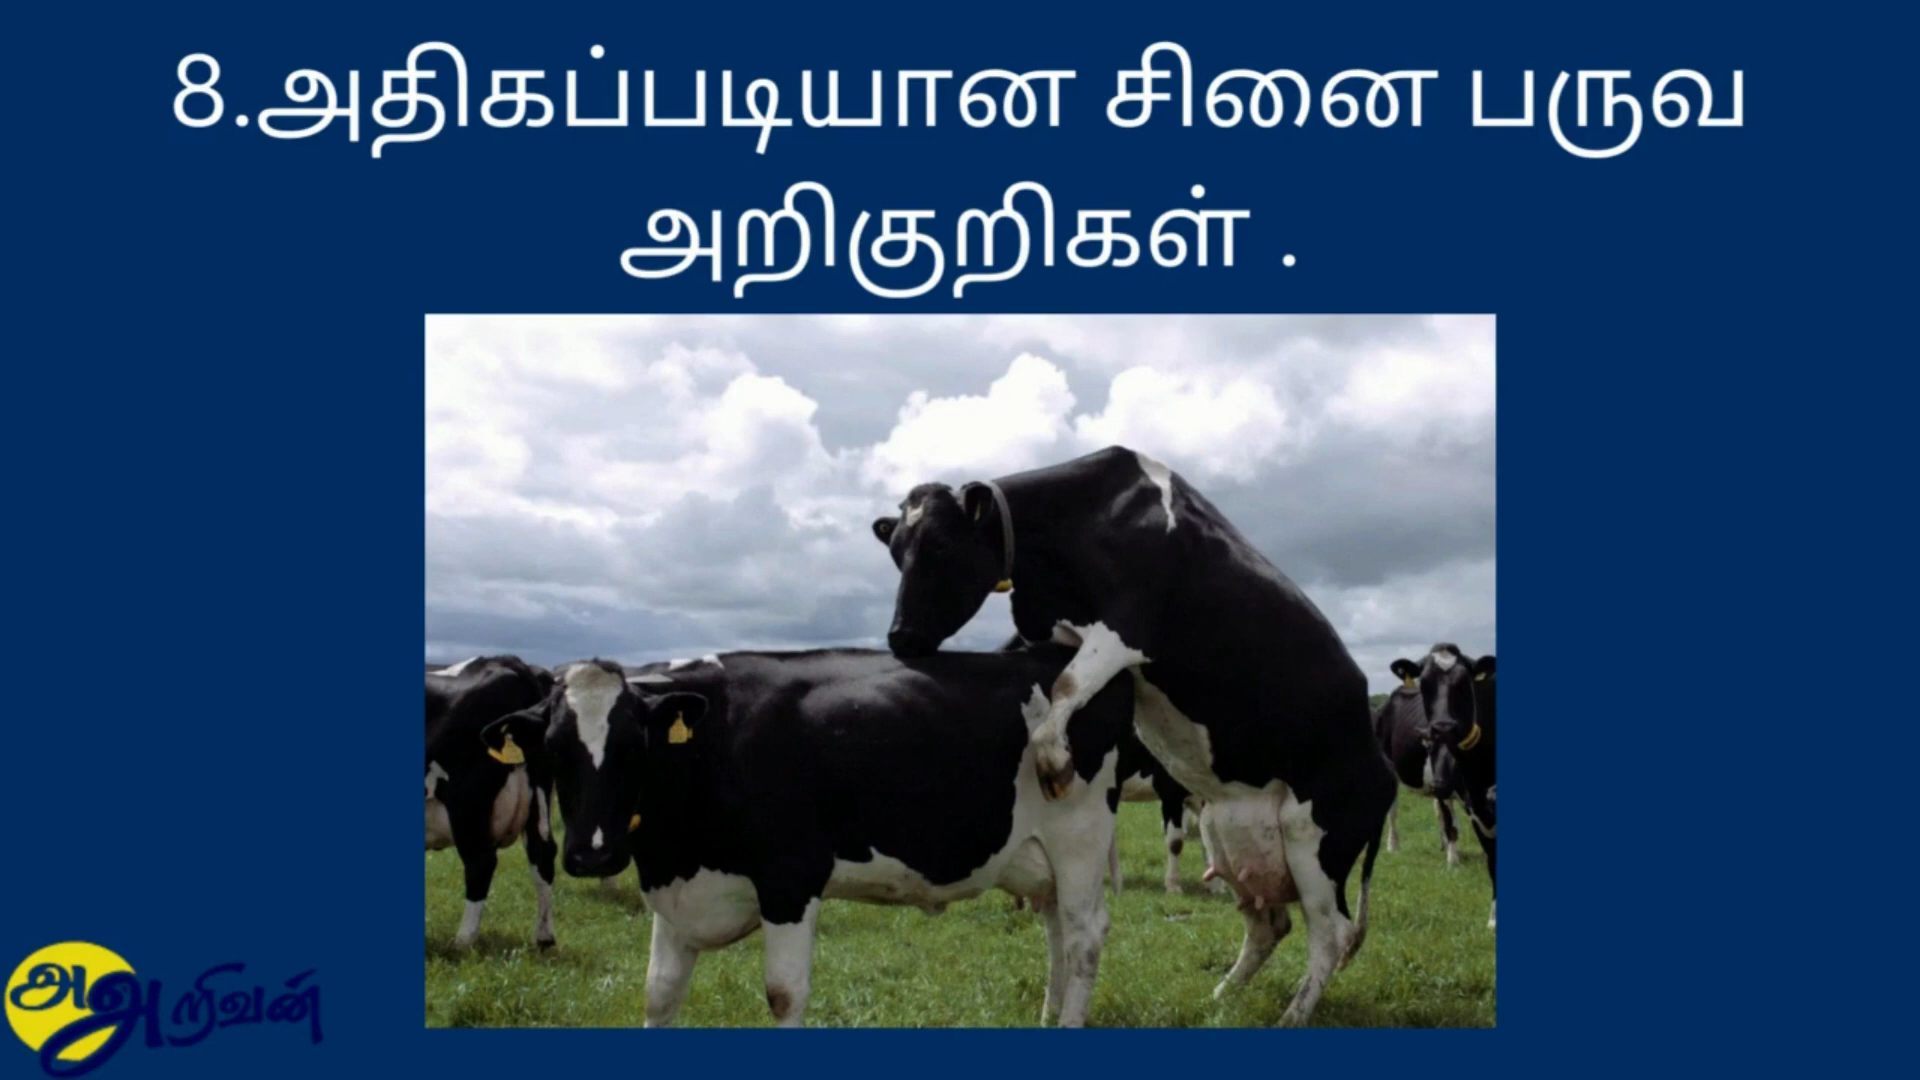 8.அதிகப்படியான சினை பருவ
அறிகுறிகள் .
அ அறிவன்